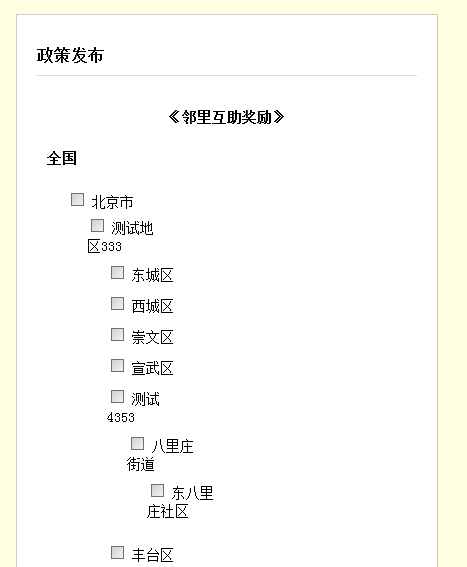 政策发布
《邻里互助奖励》
全国
北京市
测试地
区333
东城区
西城区
崇文区
宣武区
测试
4353
八里庄
街道
东八里
庄社区
丰台区